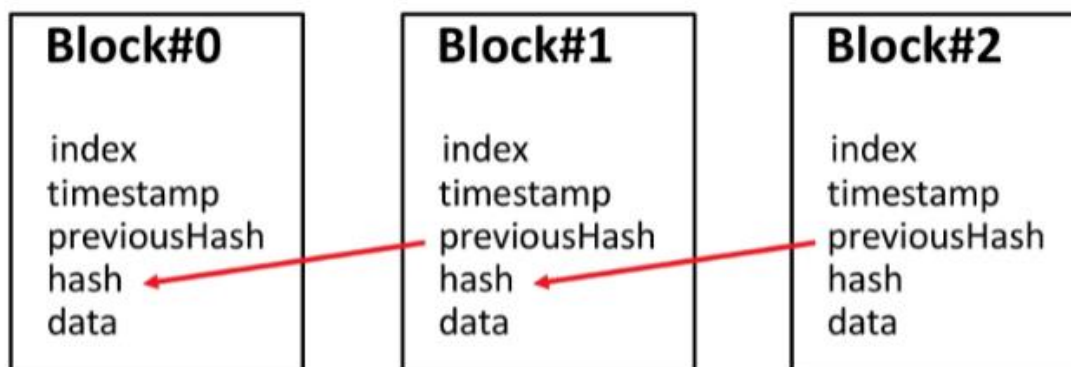 Block#0
index
timestamp
previousHash
hash
data
Block#1
index
timestamp
previousHash
hash
data
Block#2
index
timestamp
previousHash
hash
data